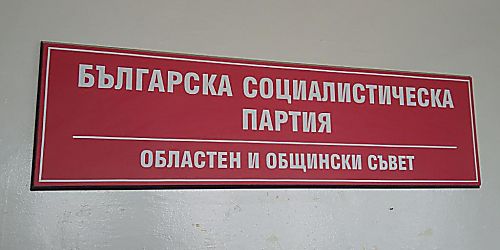 БЪЛГАРСКА СОЦИАЛИСТИЧЕСКА
ПАРТИЯ
ОБЛАСТЕН И ОБЩИНСКИ СЪВЕТ